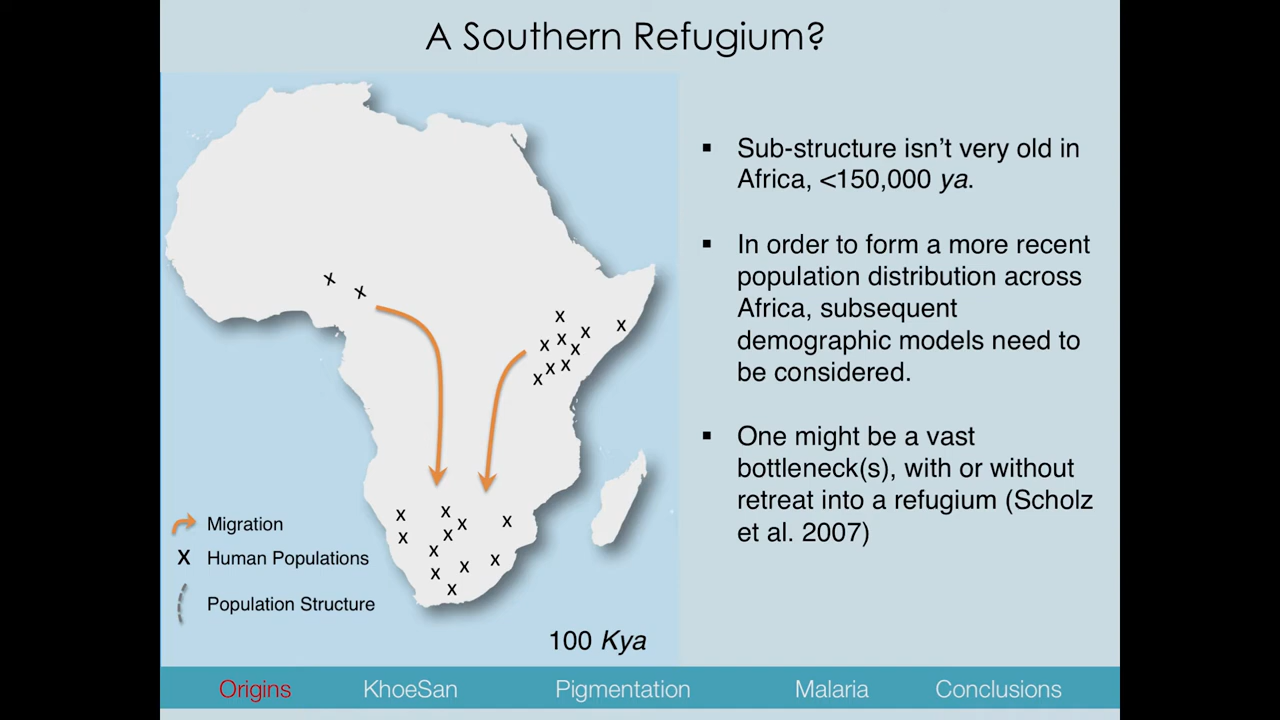 A Southern Refugium?
▪ Sub-structure isn't very old in
Africa, <150,000 ya.
▪ In order to form a more recent
population distribution across
Africa, subsequent
demographic models need to
be considered.
▪ One might be a vast
bottleneck(s), with or without
retreat into a refugium (Scholz
et al. 2007)
x x
x x x x x x x x x x
x x x x x x x x x x x x
Migration
X Human Populations
Population Structure
100 Kya
Origins KhoeSan Pigmentation Malaria Conclusions